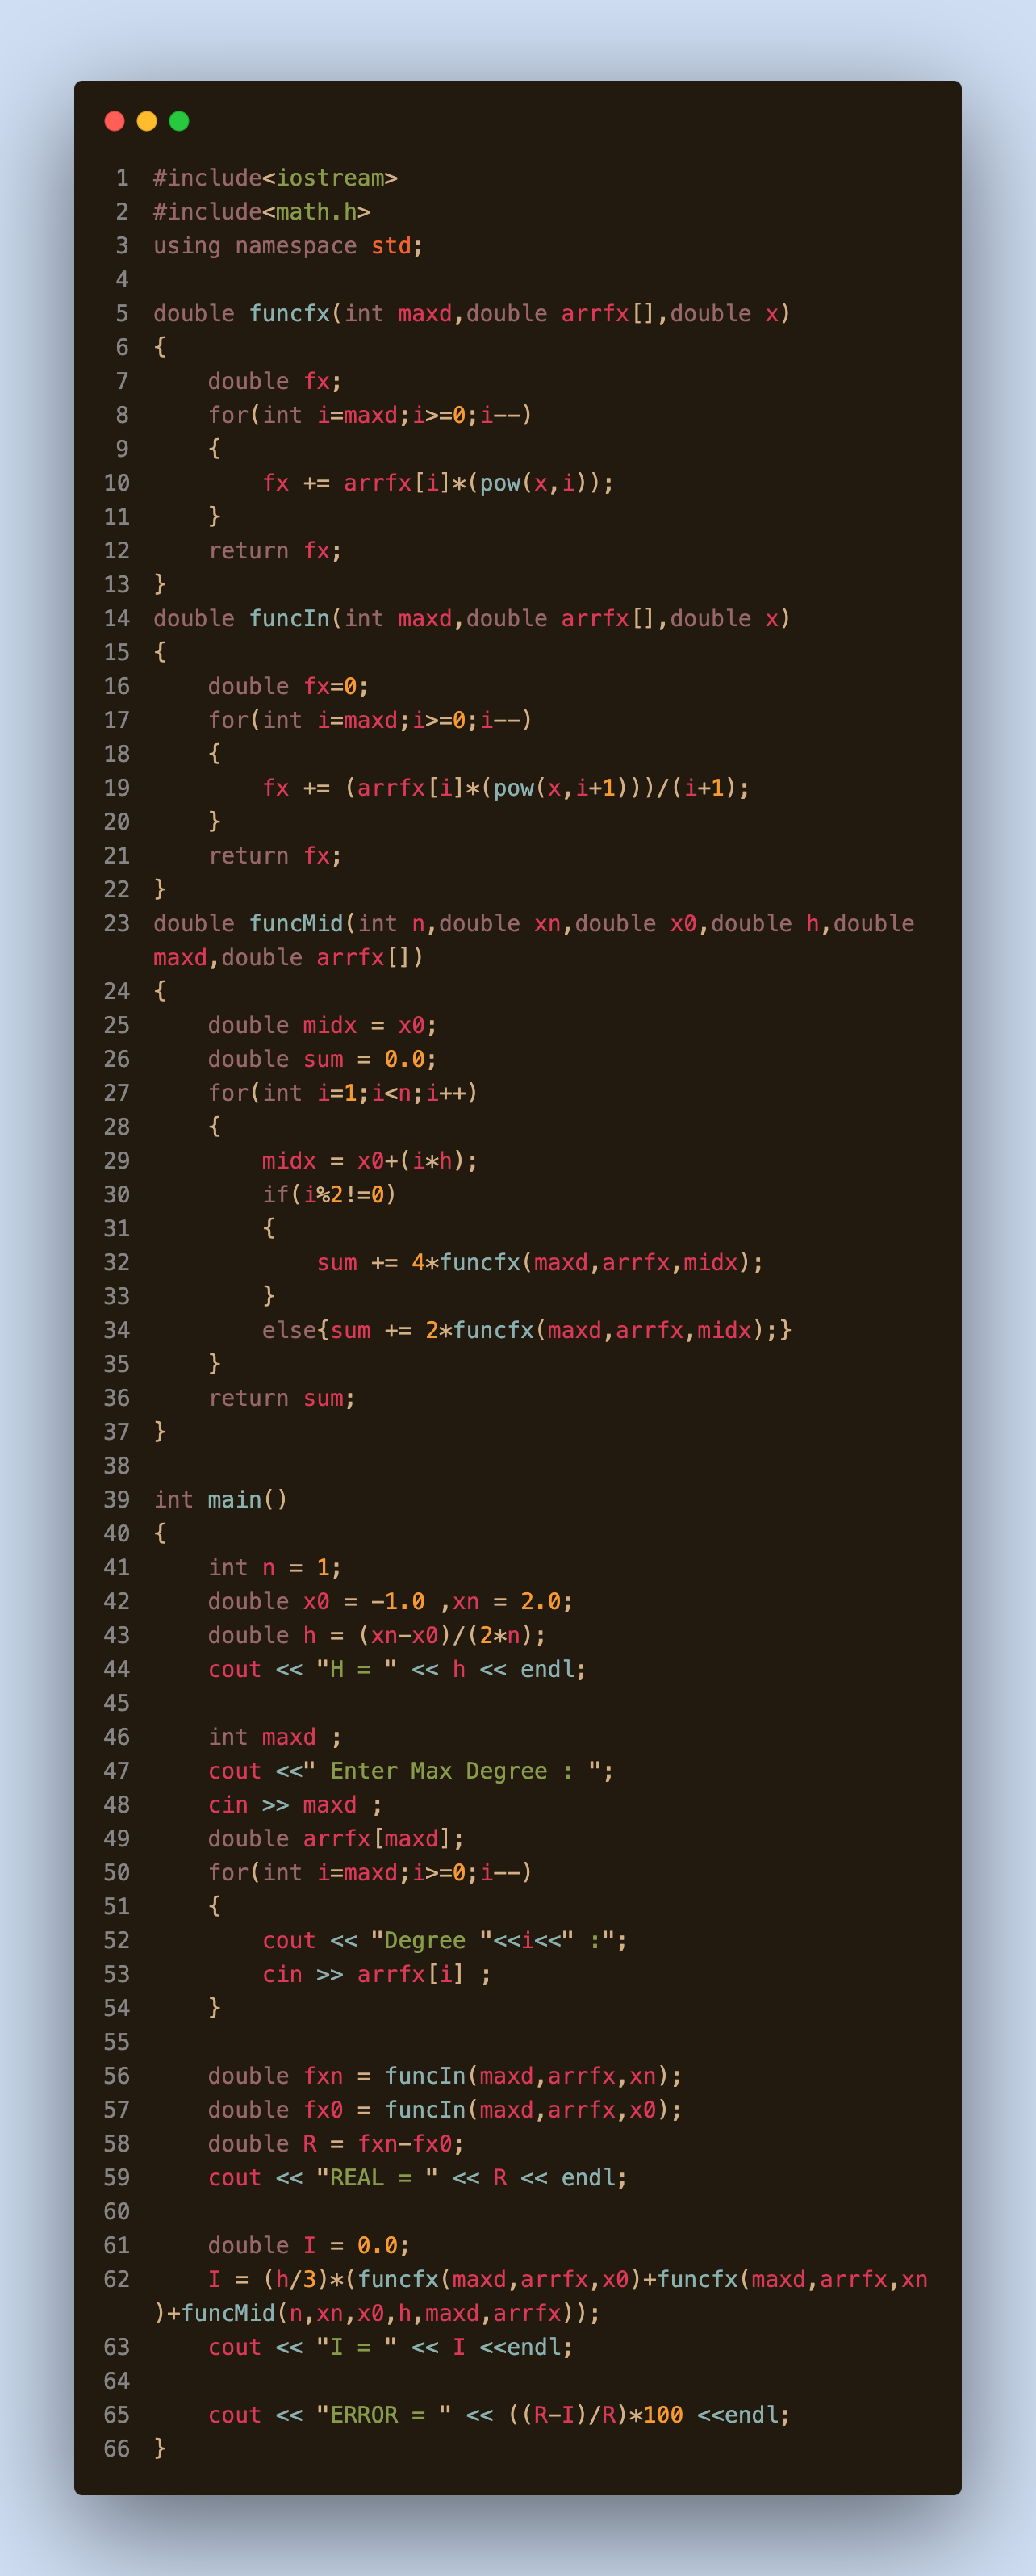 1 #include<iostream>
2 #include<math.h>
3 using namespace std;
4
5 double funcfx(int maxd,double arrfx[],double x)
6 {
7     double fx;
8     for(int i=maxd;i>=0;i--)
9     {
10         fx += arrfx[i]*(pow(x,i));
11     }
12     return fx;
13 }
14 double funcIn(int maxd,double arrfx[],double x)
15 {
16     double fx=0;
17     for(int i=maxd;i>=0;i--)
18     {
19         fx += (arrfx[i]*(pow(x,i+1)))/(i+1);
20     }
21     return fx;
22 }
23 double funcMid(int n,double xn,double x0,double h,double
maxd,double arrfx[])
24 {
25     double midx = x0;
26     double sum = 0.0;
27     for(int i=1;i<n;i++)
28     {
29         midx = x0+(i*h);
30         if(i%2!=0)
31         {
32             sum += 4*funcfx(maxd,arrfx,midx);
33         }
34         else{sum += 2*funcfx(maxd,arrfx,midx);}
35     }
36     return sum;
37 }
38
39 int main()
40 {
41     int n = 1;
42     double x0 = -1.0 ,xn = 2.0;
43     double h = (xn-x0)/(2*n);
44     cout << "H = " << h << endl;
45
46     int maxd ;
47     cout <<" Enter Max Degree : ";
48     cin >> maxd ;
49     double arrfx[maxd];
50     for(int i=maxd;i>=0;i--)
51     {
52         cout << "Degree "<<i<<" :";
53         cin >> arrfx[i] ;
54     }
55
56     double fxn = funcIn(maxd,arrfx,xn);
57     double fx0 = funcIn(maxd,arrfx,x0);
58     double R = fxn-fx0;
59     cout << "REAL = " << R << endl;
60
61     double I = 0.0;
62     I = (h/3)*(funcfx(maxd,arrfx,x0)+funcfx(maxd,arrfx,xn
)+funcMid(n,xn,x0,h,maxd,arrfx));
63     cout << "I = " << I <<endl;
64
65     cout << "ERROR = " << ((R-I)/R)*100 <<endl;
66 }